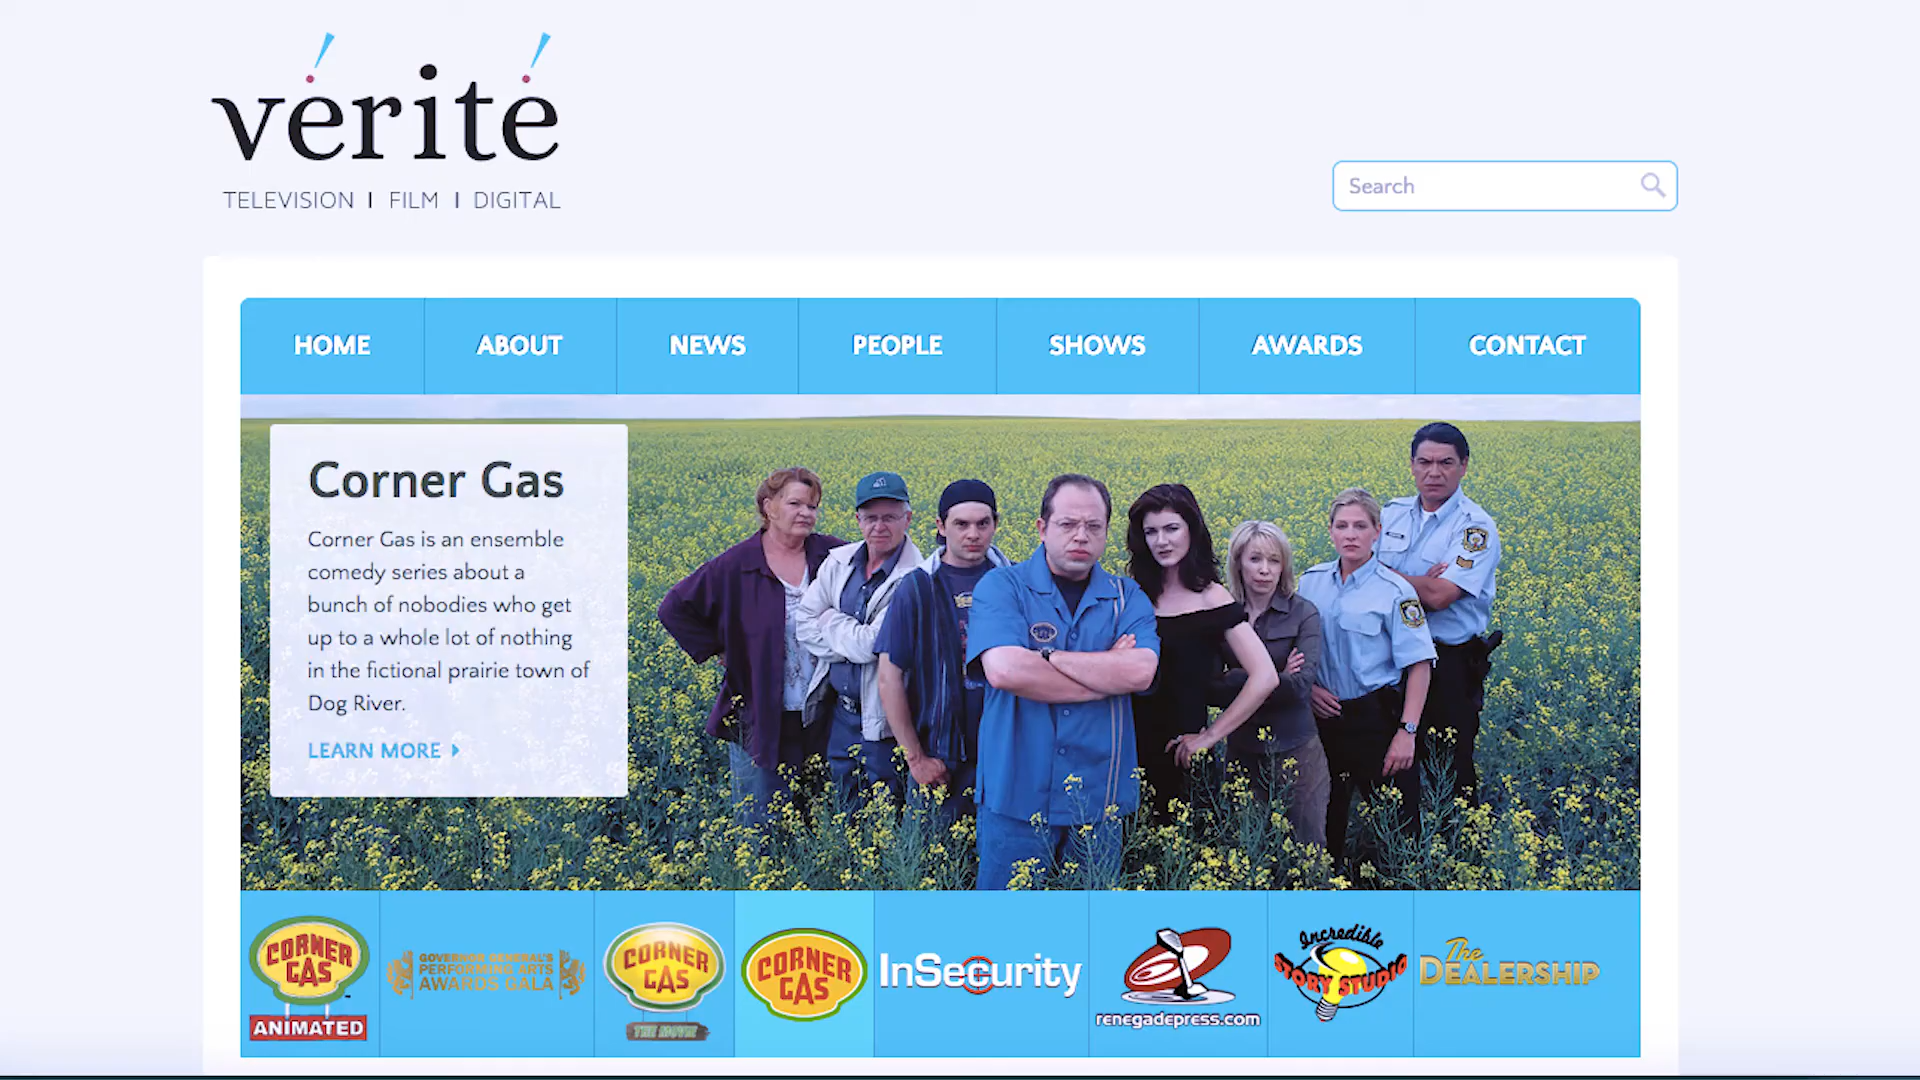 vérité
TELEVISION | FILM | DIGITAL
Search
HOME
ABOUT
NEWS
PEOPLE
SHOWS
AWARDS
CONTACT
Corner Gas
Corner Gas is an ensemble
comedy series about a
bunch of nobodies who get
up to a whole lot of nothing
in the fictional prairie town of
Dog River.
LEARN MORE
CORNER
GAS
ANIMATED
GOVERNOR GENERAL'S
PERFORMING ARTS
AWARDS GALA
CORNER
GAS
THE MOVIE
CORNER
GAS
InSecurity
renegadepress.com
Incredible
STORY STUDIO
The
DEALERSHIP